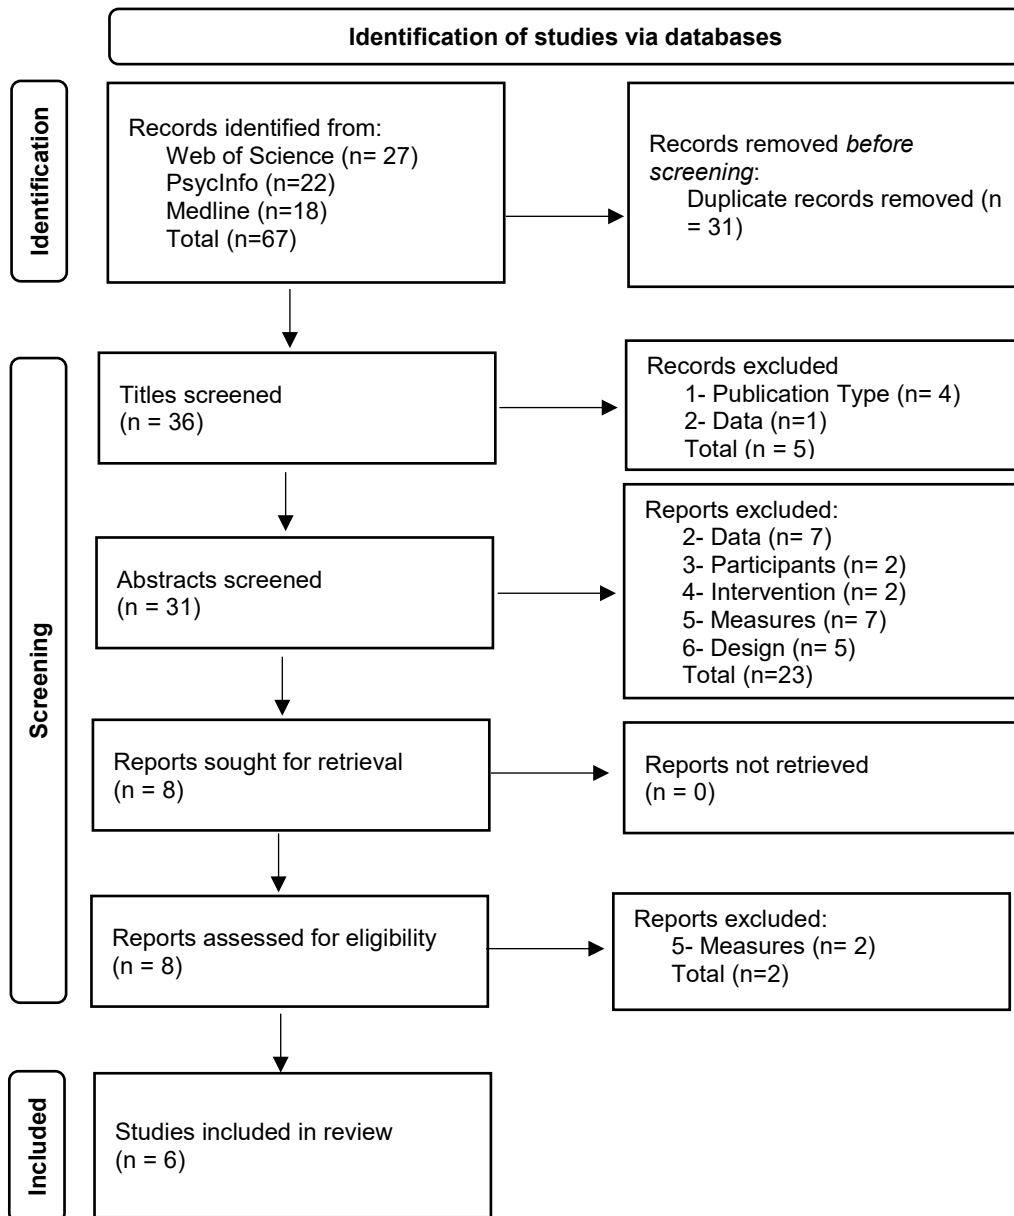 Identification of studies via databases
Identification
Records identified from:
Web of Science (n= 27)
PsycInfo (n=22)
Medline (n=18)
Total (n=67)
Records removed before
screening:
Duplicate records removed (n
= 31)
Screening
Titles screened
(n = 36)
Records excluded
1- Publication Type (n= 4)
2- Data (n=1)
Total (n = 5)
Abstracts screened
(n = 31)
Reports excluded:
2- Data (n= 7)
3- Participants (n= 2)
4- Intervention (n= 2)
5- Measures (n= 7)
6- Design (n= 5)
Total (n=23)
Reports sought for retrieval
(n = 8)
Reports not retrieved
(n = 0)
Reports assessed for eligibility
(n = 8)
Reports excluded:
5- Measures (n= 2)
Total (n=2)
Included
Studies included in review
(n = 6)